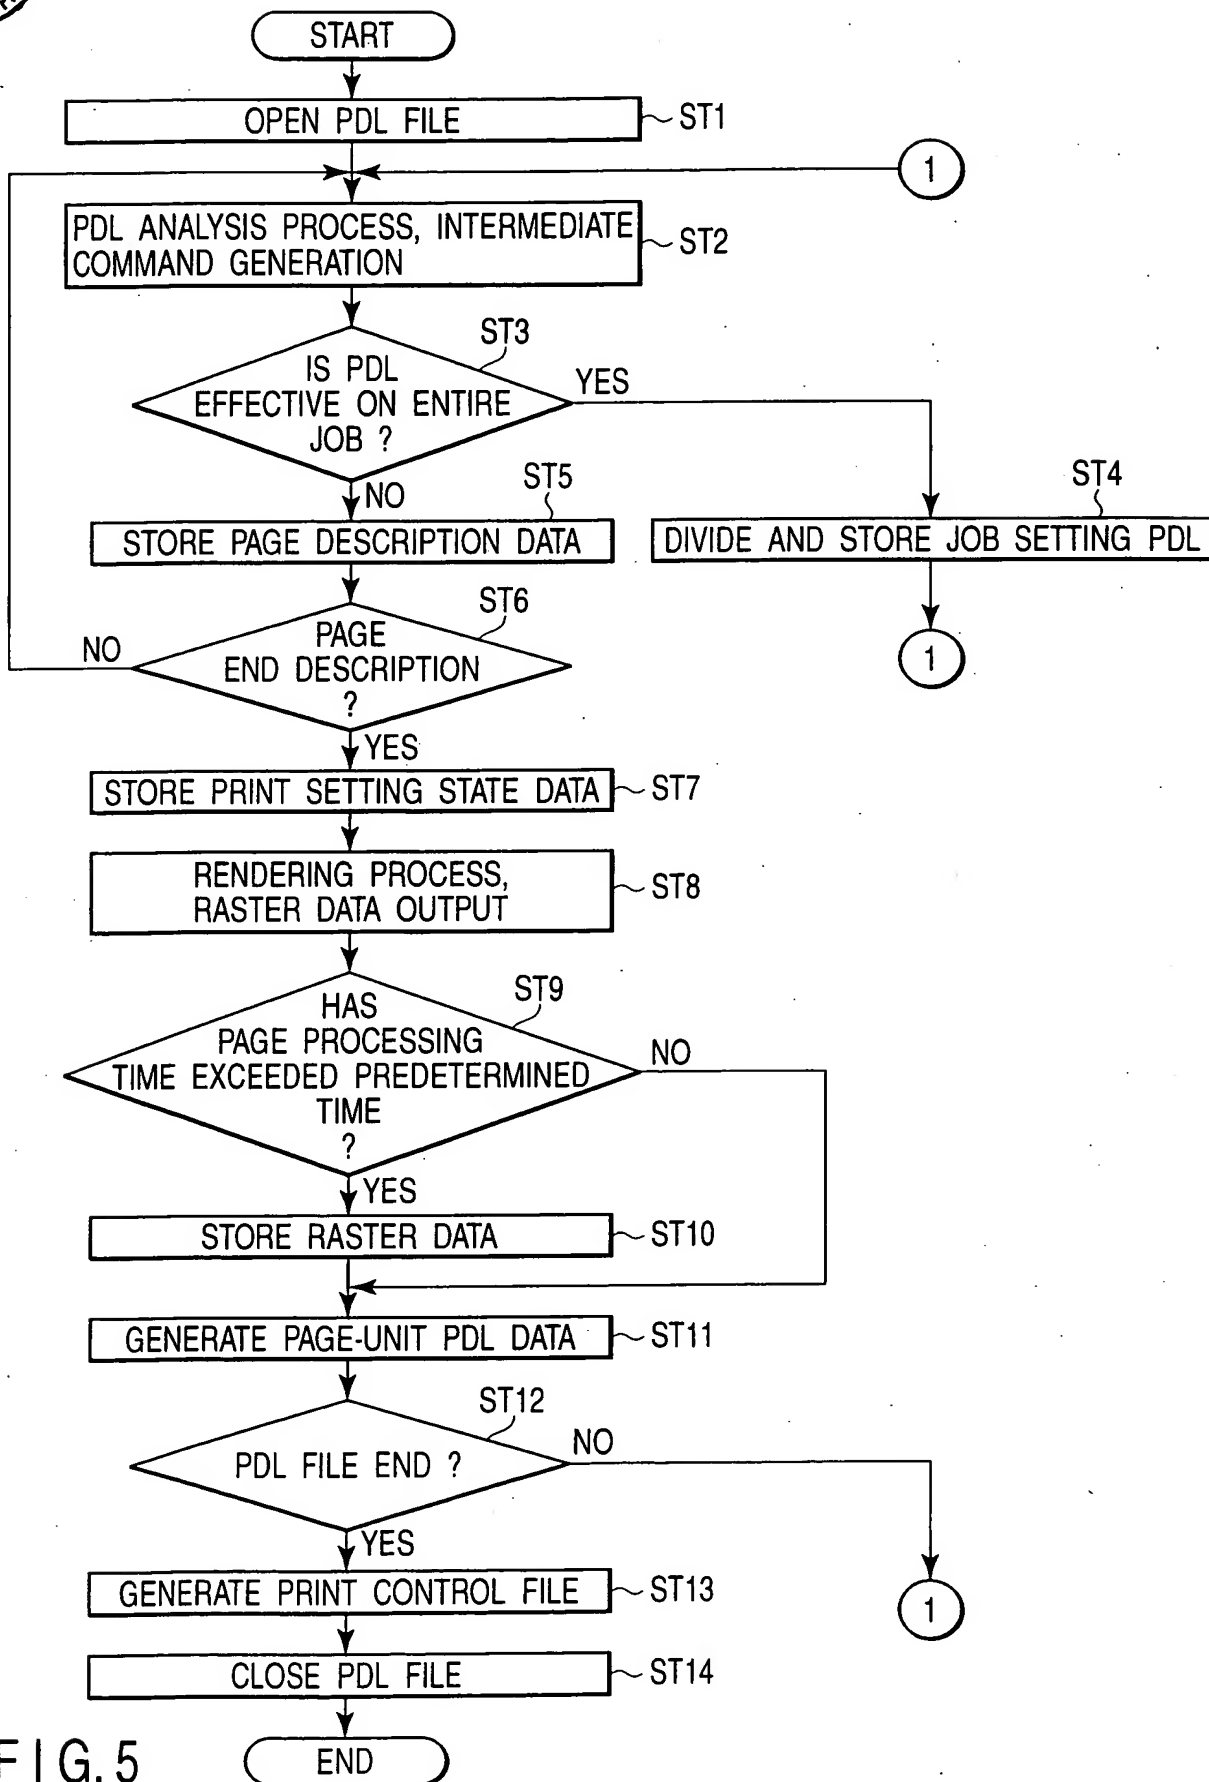 START
OPEN PDL FILE
ST1
1
PDL ANALYSIS PROCESS, INTERMEDIATE
COMMAND GENERATION
ST2
ST3
IS PDL
EFFECTIVE ON ENTIRE
JOB ?
YES
NO
ST5
ST4
STORE PAGE DESCRIPTION DATA
DIVIDE AND STORE JOB SETTING PDL
ST6
PAGE
END DESCRIPTION
?
NO
1
YES
STORE PRINT SETTING STATE DATA
ST7
RENDERING PROCESS,
RASTER DATA OUTPUT
ST8
ST9
HAS
PAGE PROCESSING
TIME EXCEEDED PREDETERMINED
TIME
?
NO
YES
STORE RASTER DATA
ST10
GENERATE PAGE-UNIT PDL DATA
ST11
ST12
PDL FILE END ?
NO
YES
GENERATE PRINT CONTROL FILE
ST13
1
CLOSE PDL FILE
ST14
END
FIG. 5